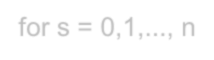 for s = 0,1,..., n